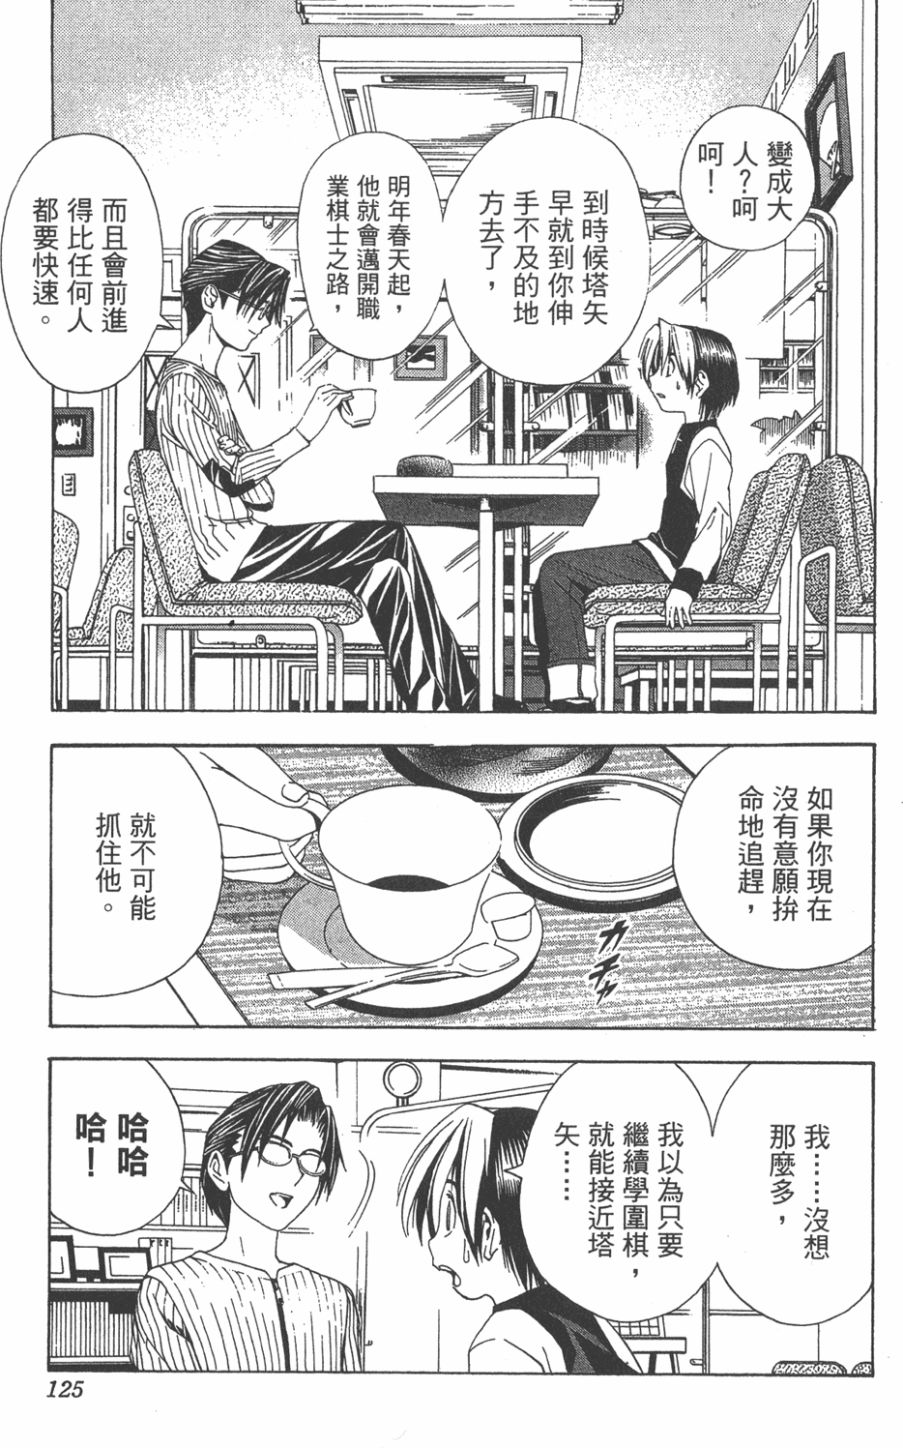 變成大
人？呵
呵！
到時候塔矢
早就到你伸
手不及的地
方去了，
明年春天起，
他就會邁開職
業棋士之路，
而且會前進
得比任何人
都要快速。
如果你現在
沒有意願拚
命地追趕，
就不可能
抓住他。
カチャ
我……沒想
那麼多，
我以為只要
繼續學圍棋，
就能接近塔
矢……
哈哈
哈！
125